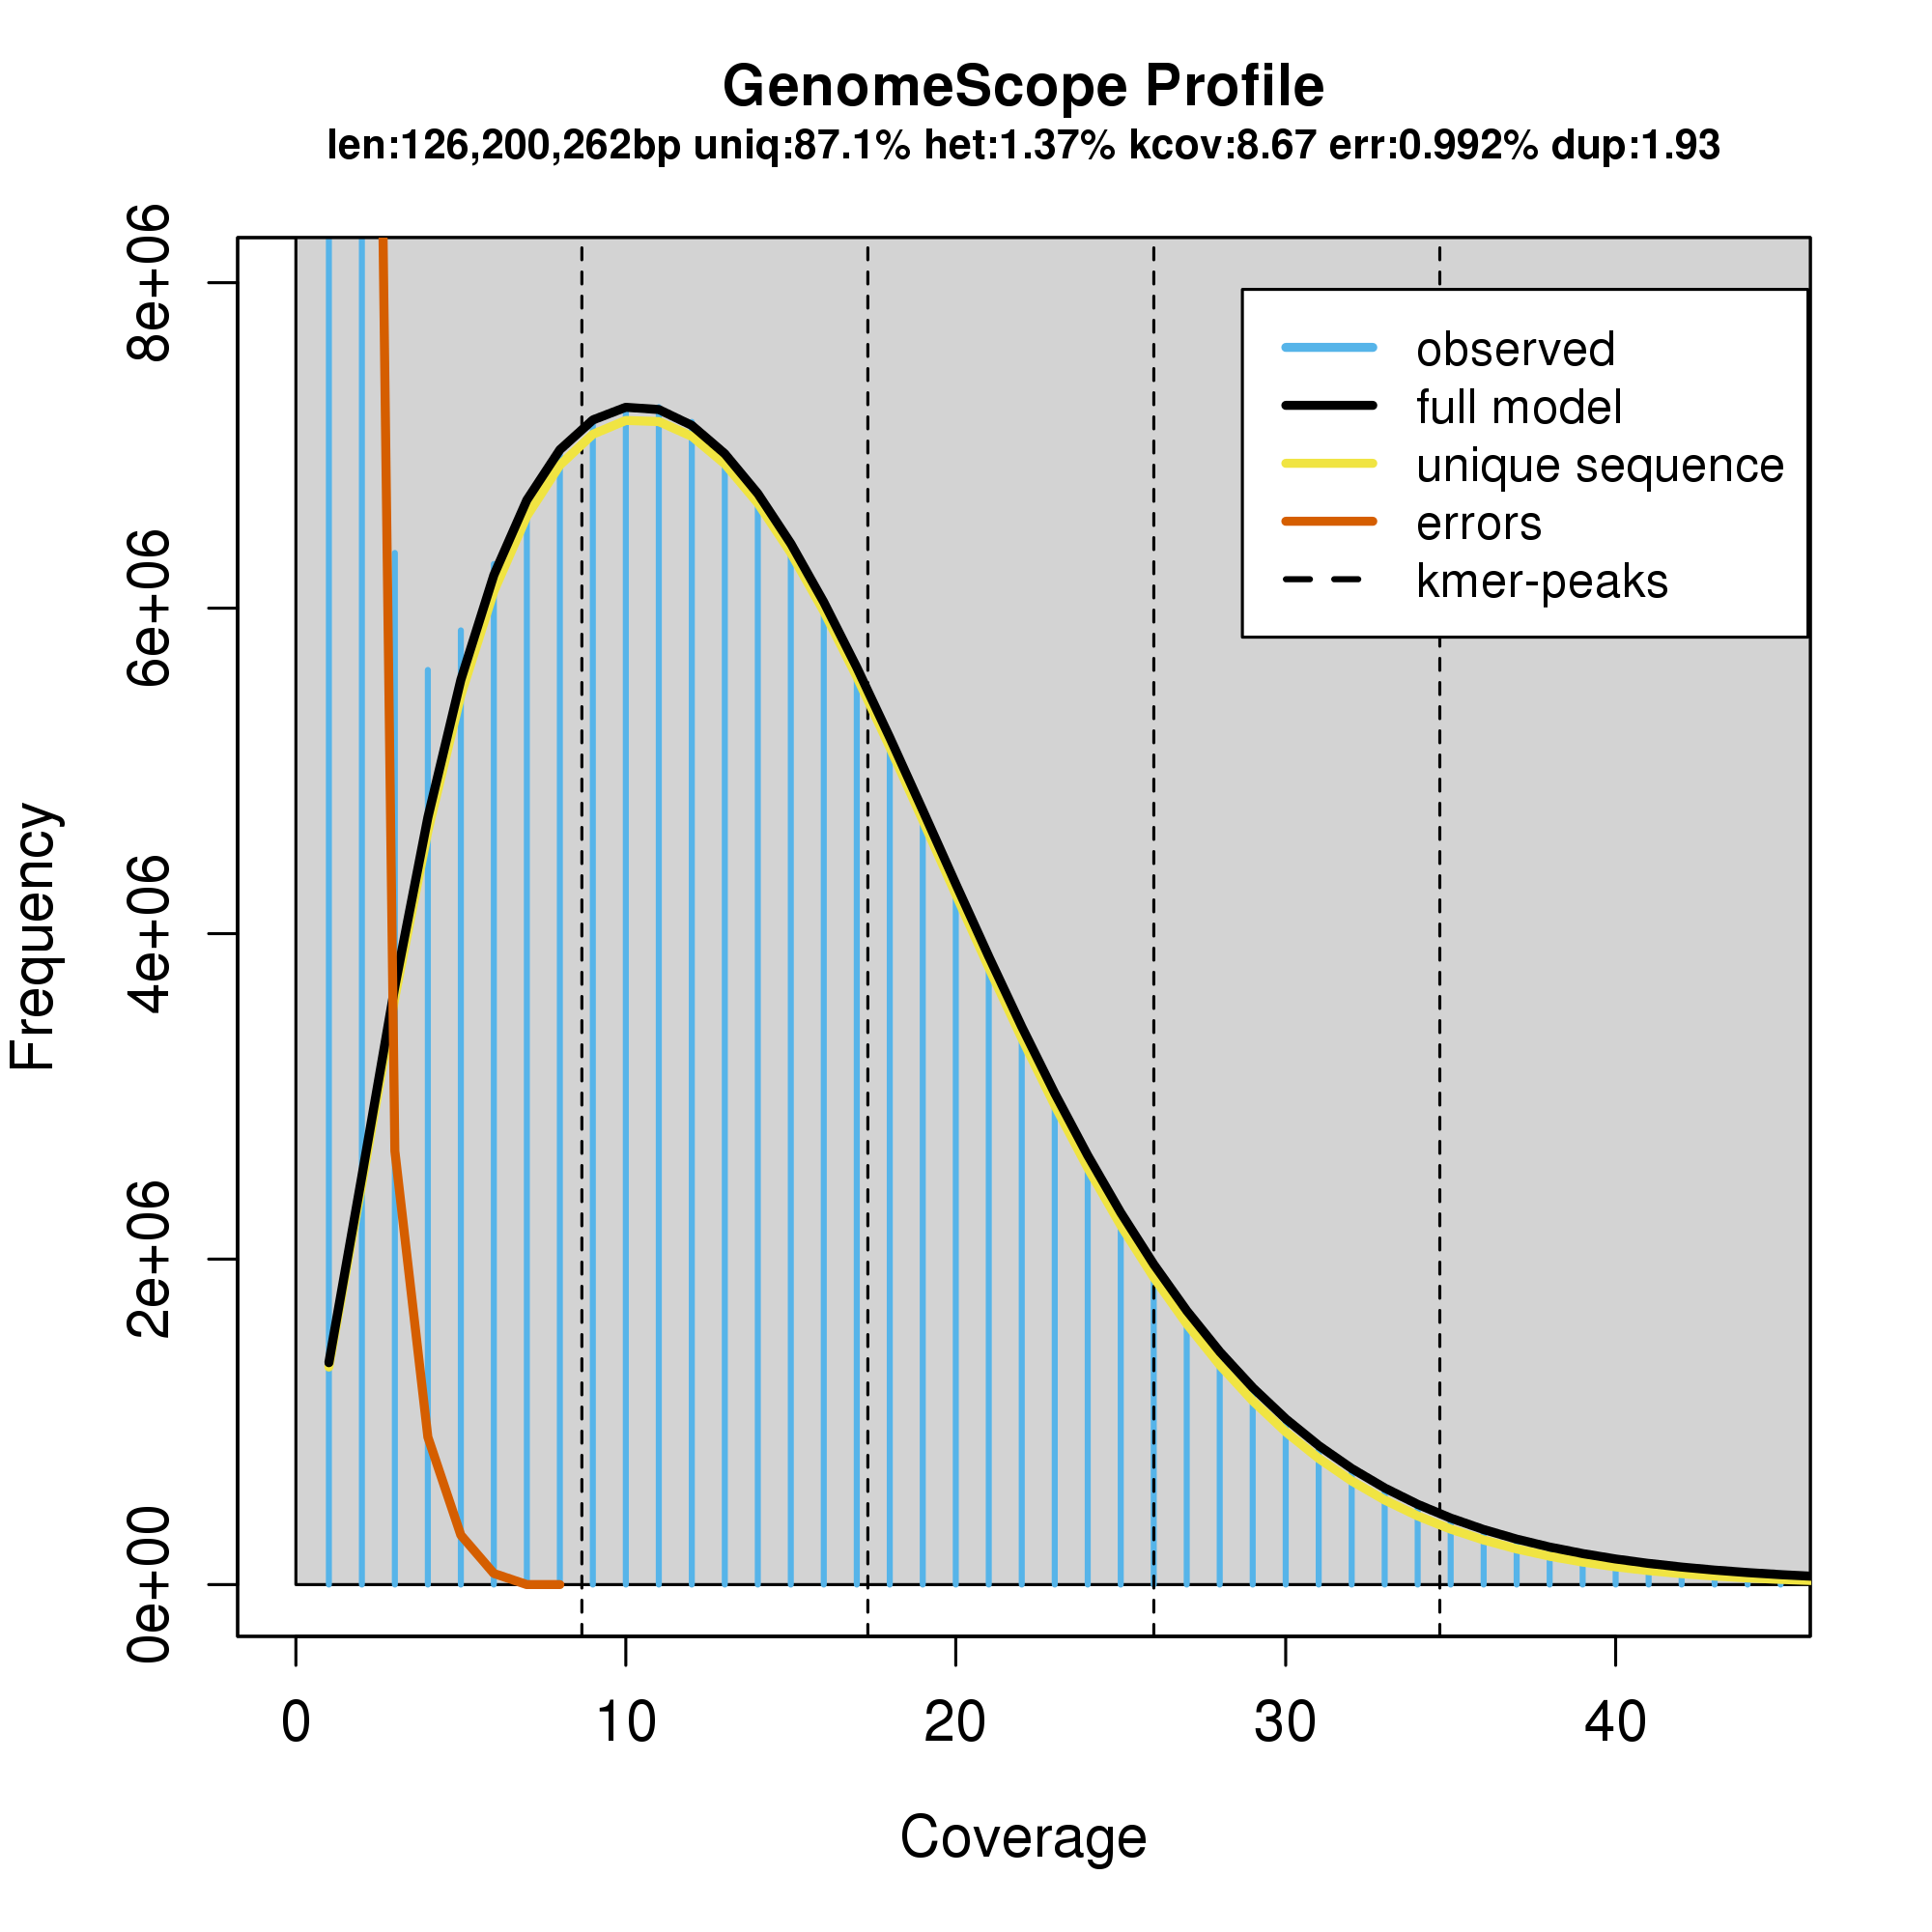 GenomeScope Profile
len:126,200,262bp uniq:87.1% het:1.37% kcov:8.67 err:0.992% dup:1.93
observed
full model
unique sequence
errors
kmer-peaks
Frequency
8e+06
6e+06
4e+06
2e+06
0e+00
0 10 20 30 40
Coverage